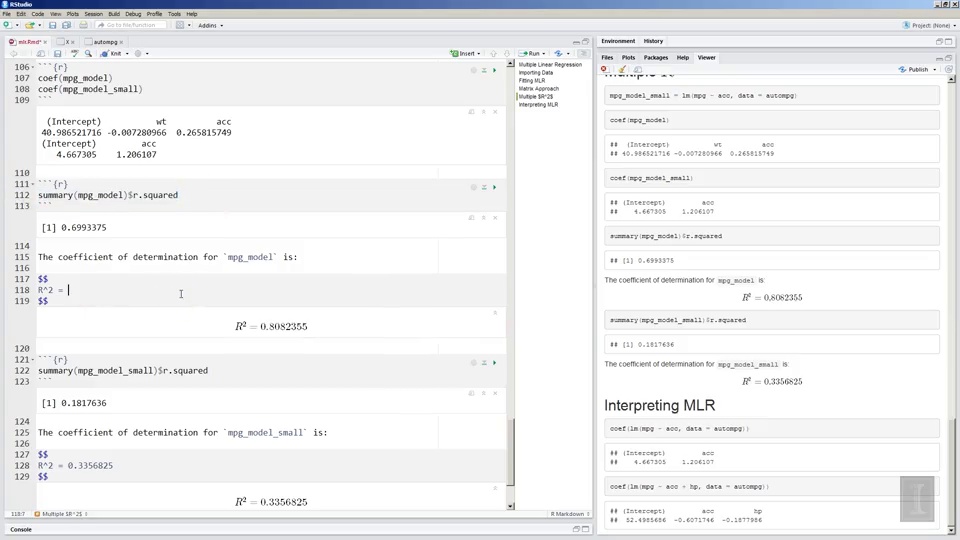 RStudio
File Edit Code View Plots Session Build Debug Profile Tools Help
Go to file/function
Addins
Project: (None)
mlr.Rmd*
X
autompg
Knit
Insert
Run
106 ```{r}
107 coef(mpg_model)
108 coef(mpg_model_small)
109 ```
(Intercept) wt acc
40.986521716 -0.007280966 0.265815749
(Intercept) acc
4.667305 1.206107
110
111 ```{r}
112 summary(mpg_model)$r.squared
113 ```
[1] 0.6993375
114
115 The coefficient of determination for `mpg_model` is:
116
117 $$
118 R^2 =
119 $$
R² = 0.8082355
120
121 ```{r}
122 summary(mpg_model_small)$r.squared
123 ```
[1] 0.1817636
124
125 The coefficient of determination for `mpg_model_small` is:
126
127 $$
128 R^2 = 0.3356825
129 $$
R² = 0.3356825
118:7 Multiple $R^2$
R Markdown
Console
Multiple Linear Regression
Importing Data
Fitting MLR
Matrix Approach
Multiple $R^2$
Interpreting MLR
Environment History
Files Plots Packages Help Viewer
Publish
mpg_model_small = lm(mpg ~ acc, data = autompg)
coef(mpg_model)
## (Intercept) wt acc
## 40.986521716 -0.007280966 0.265815749
coef(mpg_model_small)
## (Intercept) acc
## 4.667305 1.206107
summary(mpg_model)$r.squared
## [1] 0.6993375
The coefficient of determination for mpg_model is:
R² = 0.8082355
summary(mpg_model_small)$r.squared
## [1] 0.1817636
The coefficient of determination for mpg_model_small is
R² = 0.3356825
Interpreting MLR
coef(lm(mpg ~ acc, data = autompg))
## (Intercept) acc
## 4.667305 1.206107
coef(lm(mpg ~ acc + hp, data = autompg))
## (Intercept) acc hp
## 52.4985686 -0.6071746 -0.1877986
I